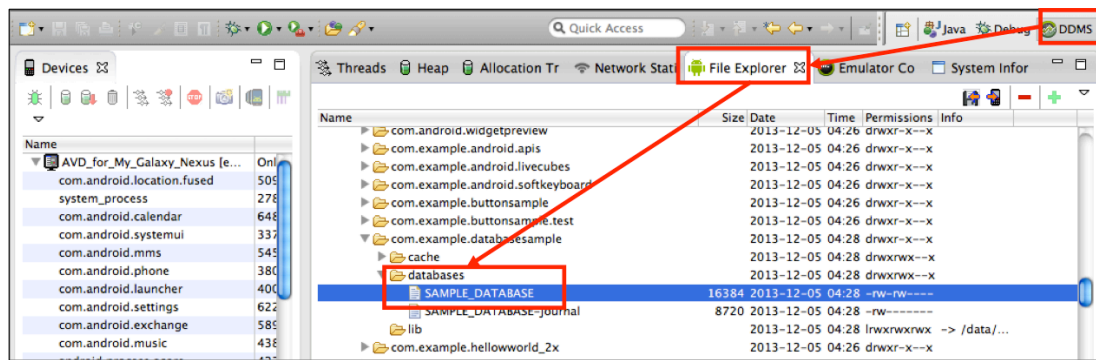 Quick Access Java Debug DDMS
Devices
Name
AVD_for_My_Galaxy_Nexus [e... Onl
com.android.location.fused 509
system_process 278
com.android.calendar 648
com.android.systemui 337
com.android.mms 545
com.android.phone 380
com.android.launcher 400
com.android.settings 622
com.android.exchange 589
com.android.music 438
Threads Heap Allocation Tr Network Stati File Explorer Emulator Co System Infor
Name Size Date Time Permissions Info
com.android.widgetpreview 2013-12-05 04:26 drwxr-x--x
com.example.android.apis 2013-12-05 04:26 drwxr-x--x
com.example.android.livecubes 2013-12-05 04:26 drwxr-x--x
com.example.android.softkeyboard 2013-12-05 04:26 drwxr-x--x
com.example.buttonsample 2013-12-05 04:26 drwxr-x--x
com.example.buttonsample.test 2013-12-05 04:26 drwxr-x--x
com.example.databasesample 2013-12-05 04:28 drwxr-x--x
cache 2013-12-05 04:28 drwxrwx--x
databases 2013-12-05 04:28 drwxrwx--x
SAMPLE_DATABASE 16384 2013-12-05 04:28 -rw-rw----
SAMPLE_DATABASE-journal 8720 2013-12-05 04:28 -rw-------
lib 2013-12-05 04:28 lrwxrwxrwx -> /data/...
com.example.hellowworld_2x 2013-12-05 04:26 drwxr-x--x